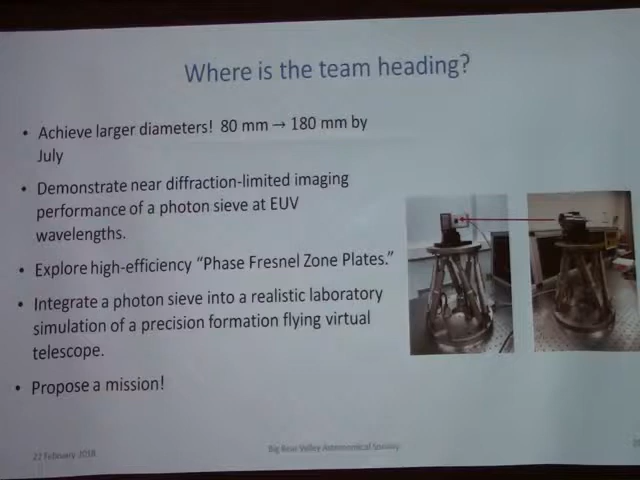 Where is the team heading?
• Achieve larger diameters! 80 mm → 180 mm by
July
• Demonstrate near diffraction-limited imaging
performance of a photon sieve at EUV
wavelengths.
• Explore high-efficiency “Phase Fresnel Zone Plates.”
• Integrate a photon sieve into a realistic laboratory
simulation of a precision formation flying virtual
telescope.
• Propose a mission!
22 February 2018
Big Bear Valley Astronomical Society